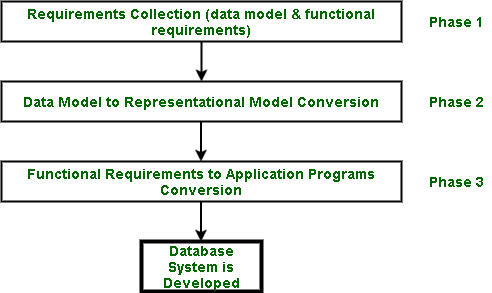 Requirements Collection (data model & functional
requirements)
Phase 1
Data Model to Representational Model Conversion
Phase 2
Functional Requirements to Application Programs
Conversion
Phase 3
Database
System is
Developed